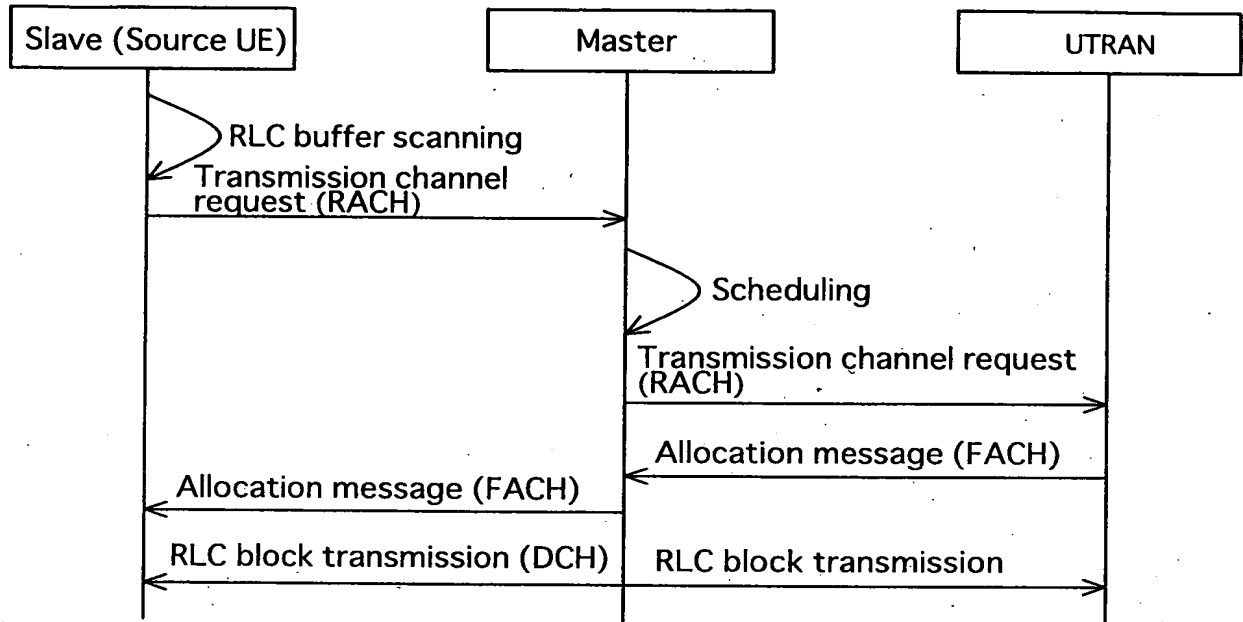 Slave (Source UE)
Master
UTRAN
RLC buffer scanning
Transmission channel
request (RACH)
Scheduling
Transmission channel request
(RACH)
Allocation message (FACH)
Allocation message (FACH)
RLC block transmission (DCH)
RLC block transmission